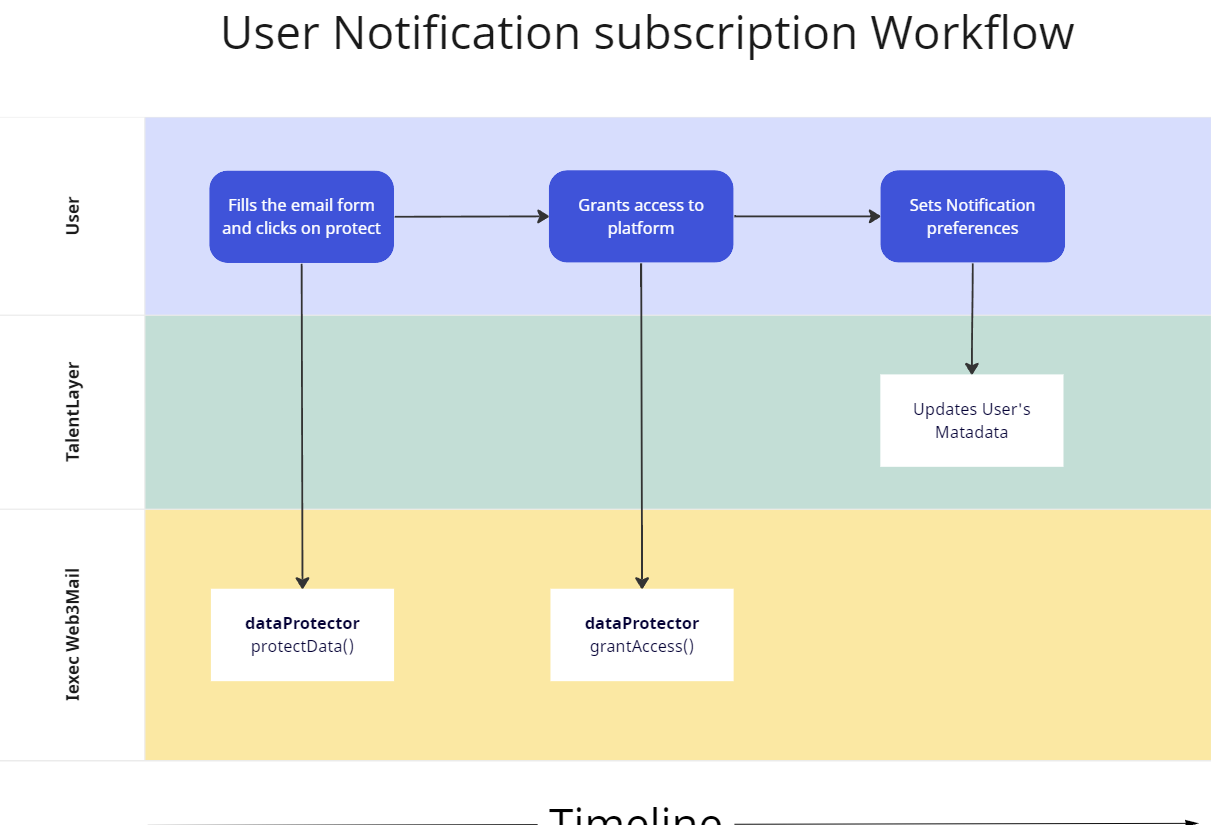 User Notification subscription Workflow
User
Fills the email form
and clicks on protect
Grants access to
platform
Sets Notification
preferences
TalentLayer
Updates User's
Matadata
Iexec Web3Mail
dataProtector
protectData()
dataProtector
grantAccess()
Timeline